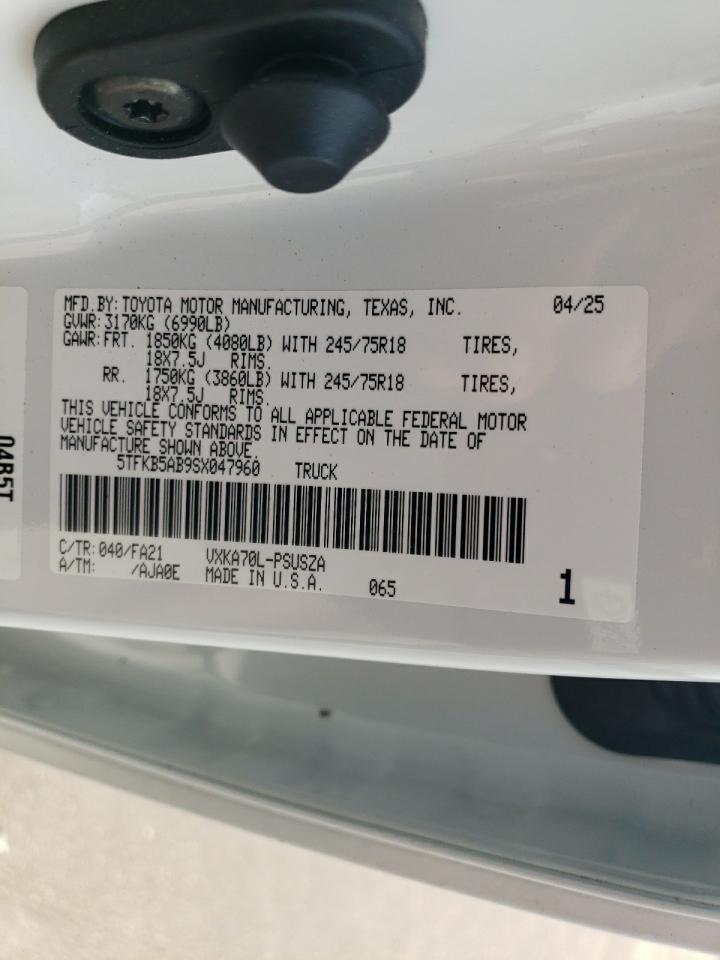 MFD.BY:TOYOTA MOTOR MANUFACTURING, TEXAS, INC. 04/25
GVWR:3170KG (6990LB)
GAWR:FRT. 1850KG (4080LB) WITH 245/75R18 TIRES,
18X7.5J RIMS.
RR. 1750KG (3860LB) WITH 245/75R18 TIRES,
18X7.5J RIMS.
THIS VEHICLE CONFORMS TO ALL APPLICABLE FEDERAL MOTOR
VEHICLE SAFETY STANDARDS IN EFFECT ON THE DATE OF
MANUFACTURE SHOWN ABOVE.
5TFKB5AB9SX047960 TRUCK
C/TR:040/FA21 VXKA70L-PSUSZA
A/TM: /AJA0E MADE IN U.S.A. 065 1
04B5T